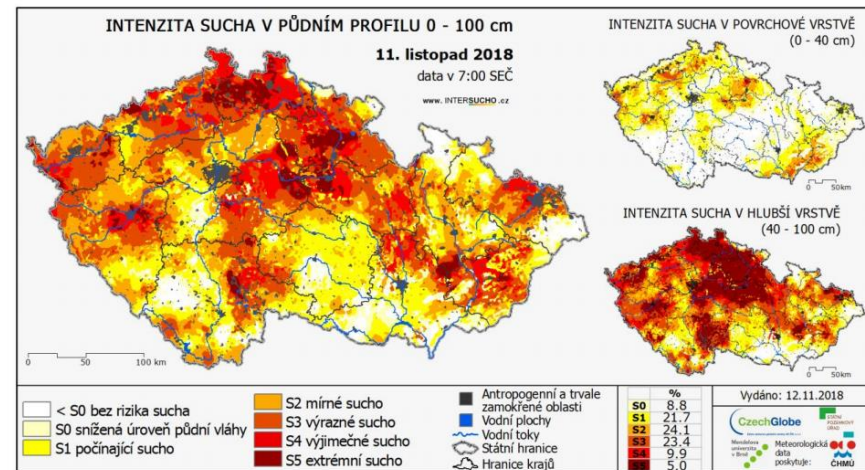 INTENZITA SUCHA V PŮDNÍM PROFILU 0 - 100 cm
11. listopad 2018
data v 7:00 SEČ
www. INTERSUCHO .cz
0 50 100 km
INTENZITA SUCHA V POVRCHOVÉ VRSTVĚ
(0 - 40 cm)
0 50km
INTENZITA SUCHA V HLUBŠÍ VRSTVĚ
(40 - 100 cm)
0 50km
< S0 bez rizika sucha
S0 snížená úroveň půdní vláhy
S1 počínající sucho
S2 mírné sucho
S3 výrazné sucho
S4 výjimečné sucho
S5 extrémní sucho
Antropogenní a trvale
zamokřené oblasti
Vodní plochy
Vodní toky
Státní hranice
Hranice krajů
%
S0 8.8
S1 21.7
S2 24.1
S3 23.4
S4 9.9
S5
Vydáno: 12.11.2018
CzechGlobe
STÁTNÍ
POZEMKOVÝ
ÚŘAD
Mendelova
univerzita
v Brně
Meteorologická
data
poskytuje:
ČHMÚ